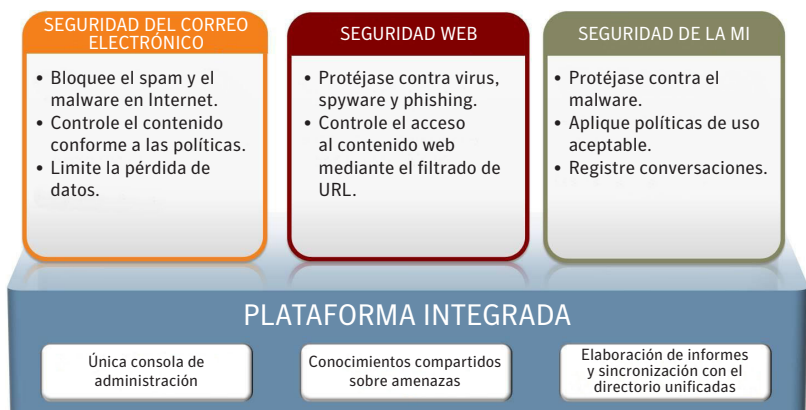 SEGURIDAD DEL CORREO
ELECTRÓNICO
• Bloquee el spam y el
malware en Internet.
• Controle el contenido
conforme a las políticas.
• Limite la pérdida de
datos.
SEGURIDAD WEB
• Protéjase contra virus,
spyware y phishing.
• Controle el acceso
al contenido web
mediante el filtrado de
URL.
SEGURIDAD DE LA MI
• Protéjase contra el
malware.
• Aplique políticas de uso
aceptable.
• Registre conversaciones.
PLATAFORMA INTEGRADA
Única consola de
administración
Conocimientos compartidos
sobre amenazas
Elaboración de informes
y sincronización con el
directorio unificadas